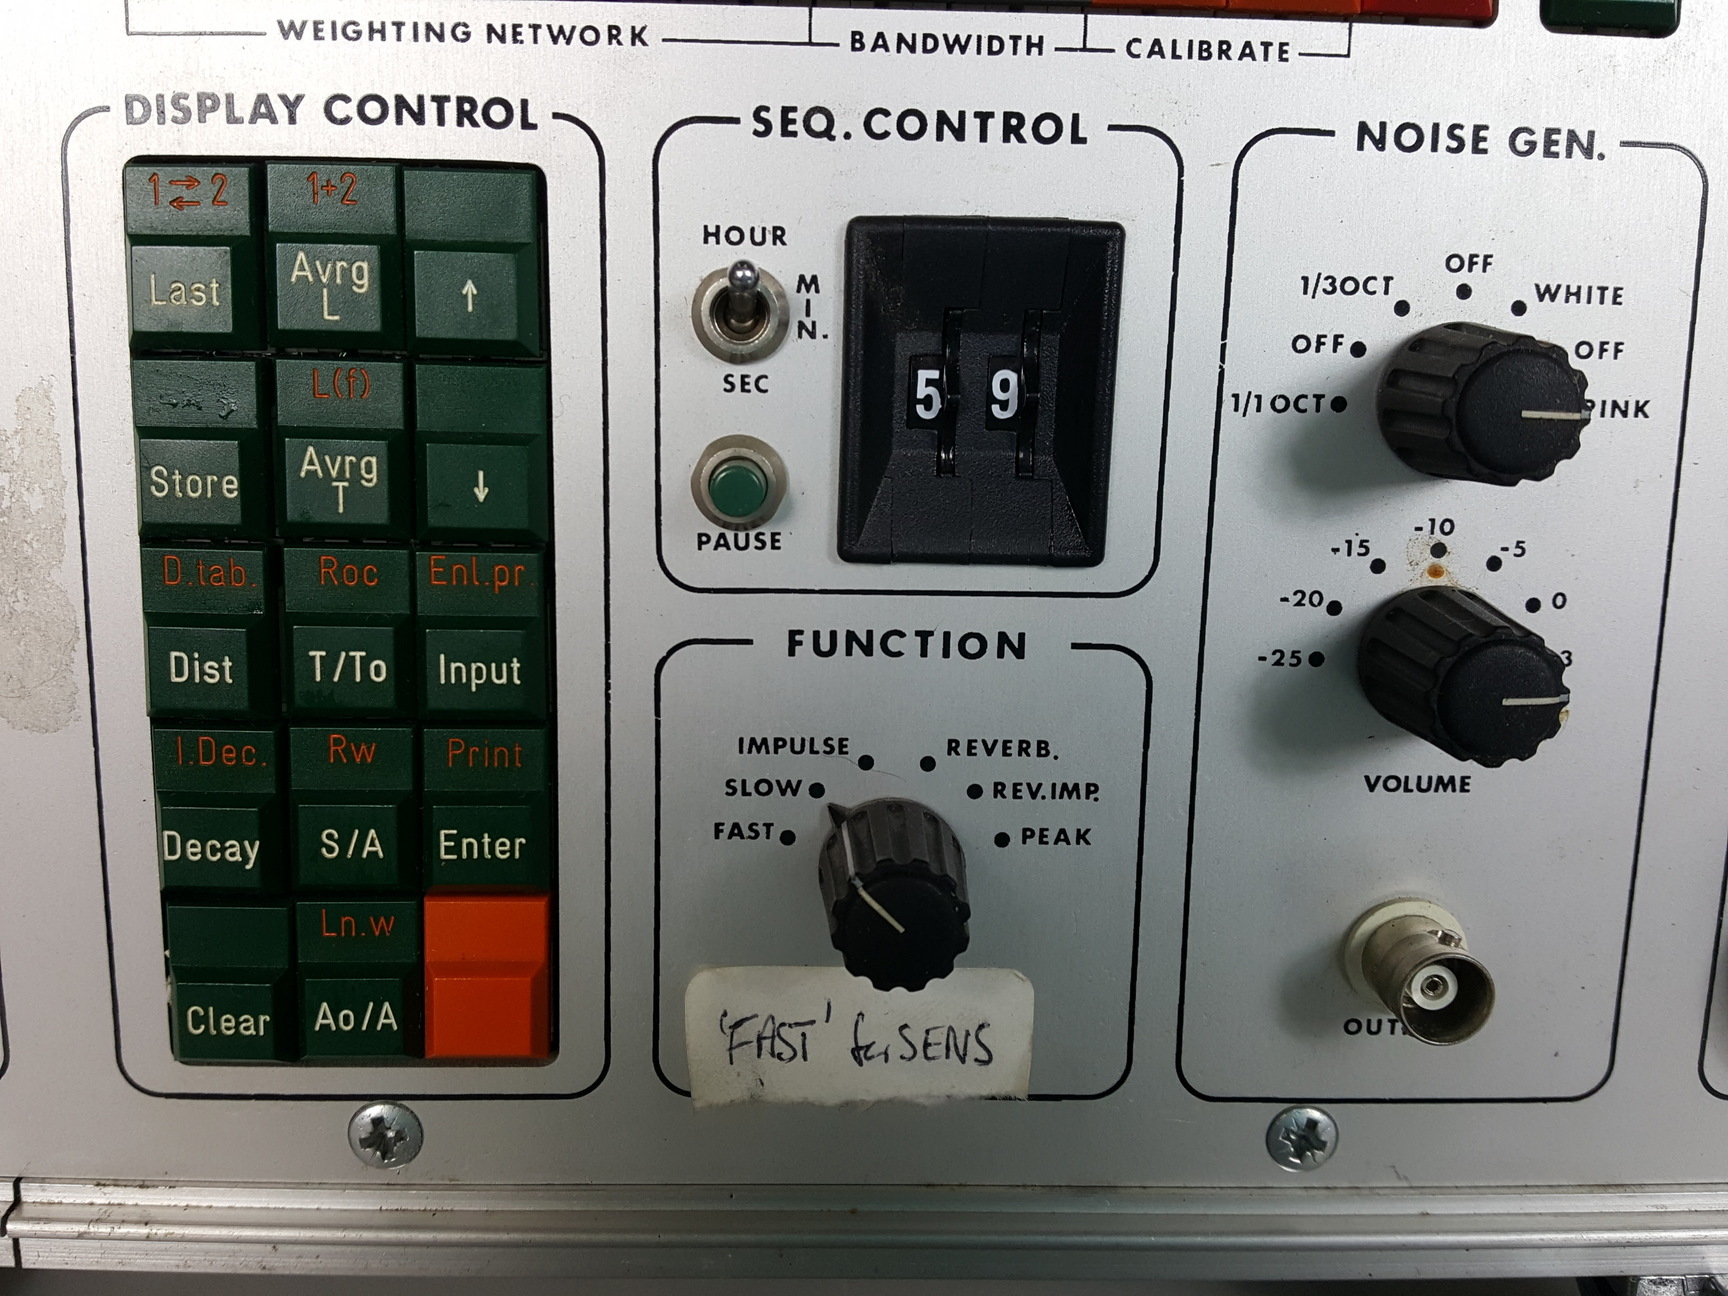 WEIGHTING NETWORK
BANDWIDTH
CALIBRATE
DISPLAY CONTROL
1⇄2
1+2
Last
Avrg
L
↑
L(f)
Store
Avrg
T
↓
D.tab.
Roc
Enl.pr.
Dist
T/To
Input
I.Dec.
Rw
Print
Decay
S/A
Enter
Ln.w
Clear
Ao/A
SEQ. CONTROL
HOUR
MIN.
SEC
5 9
PAUSE
FUNCTION
IMPULSE
REVERB.
SLOW
REV.IMP.
FAST
PEAK
'FAST' for SENS
NOISE GEN.
OFF
1/3OCT
WHITE
OFF
OFF
1/1OCT
PINK
-10
-15
-5
-20
0
-25
3
VOLUME